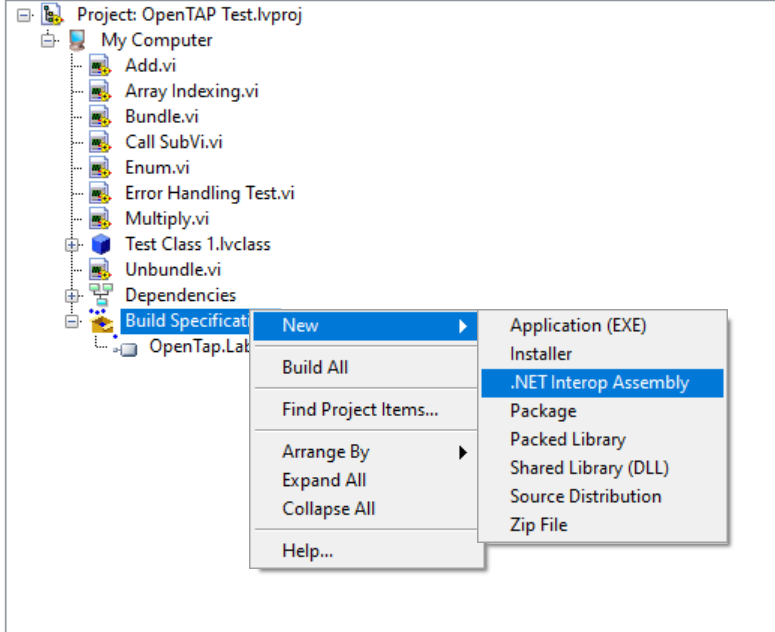 Project: OpenTAP Test.lvproj
My Computer
Add.vi
Array Indexing.vi
Bundle.vi
Call SubVi.vi
Enum.vi
Error Handling Test.vi
Multiply.vi
Test Class 1.lvclass
Unbundle.vi
Dependencies
Build Specificati
OpenTap.Lab
New
Build All
Find Project Items...
Arrange By
Expand All
Collapse All
Help...
Application (EXE)
Installer
.NET Interop Assembly
Package
Packed Library
Shared Library (DLL)
Source Distribution
Zip File